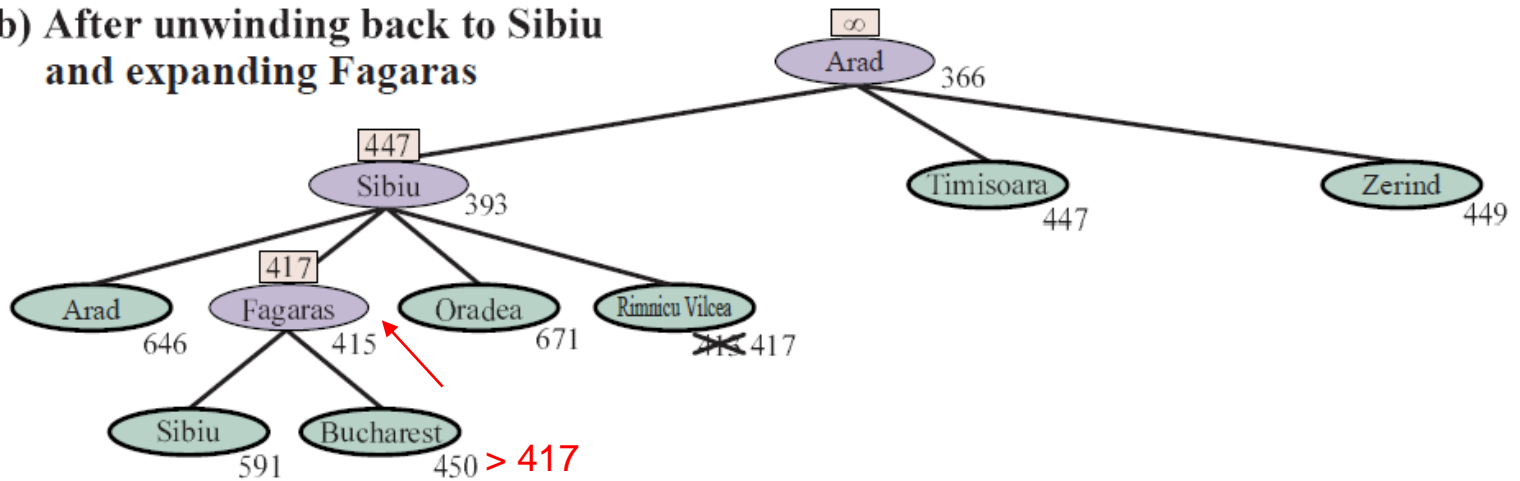 b) After unwinding back to Sibiu
and expanding Fagaras
∞
Arad
366
447
Sibiu
393
Timisoara
447
Zerind
449
417
Arad
646
Fagaras
415
Oradea
671
Rimnicu Vilcea
413 417
Sibiu
591
Bucharest
450 > 417